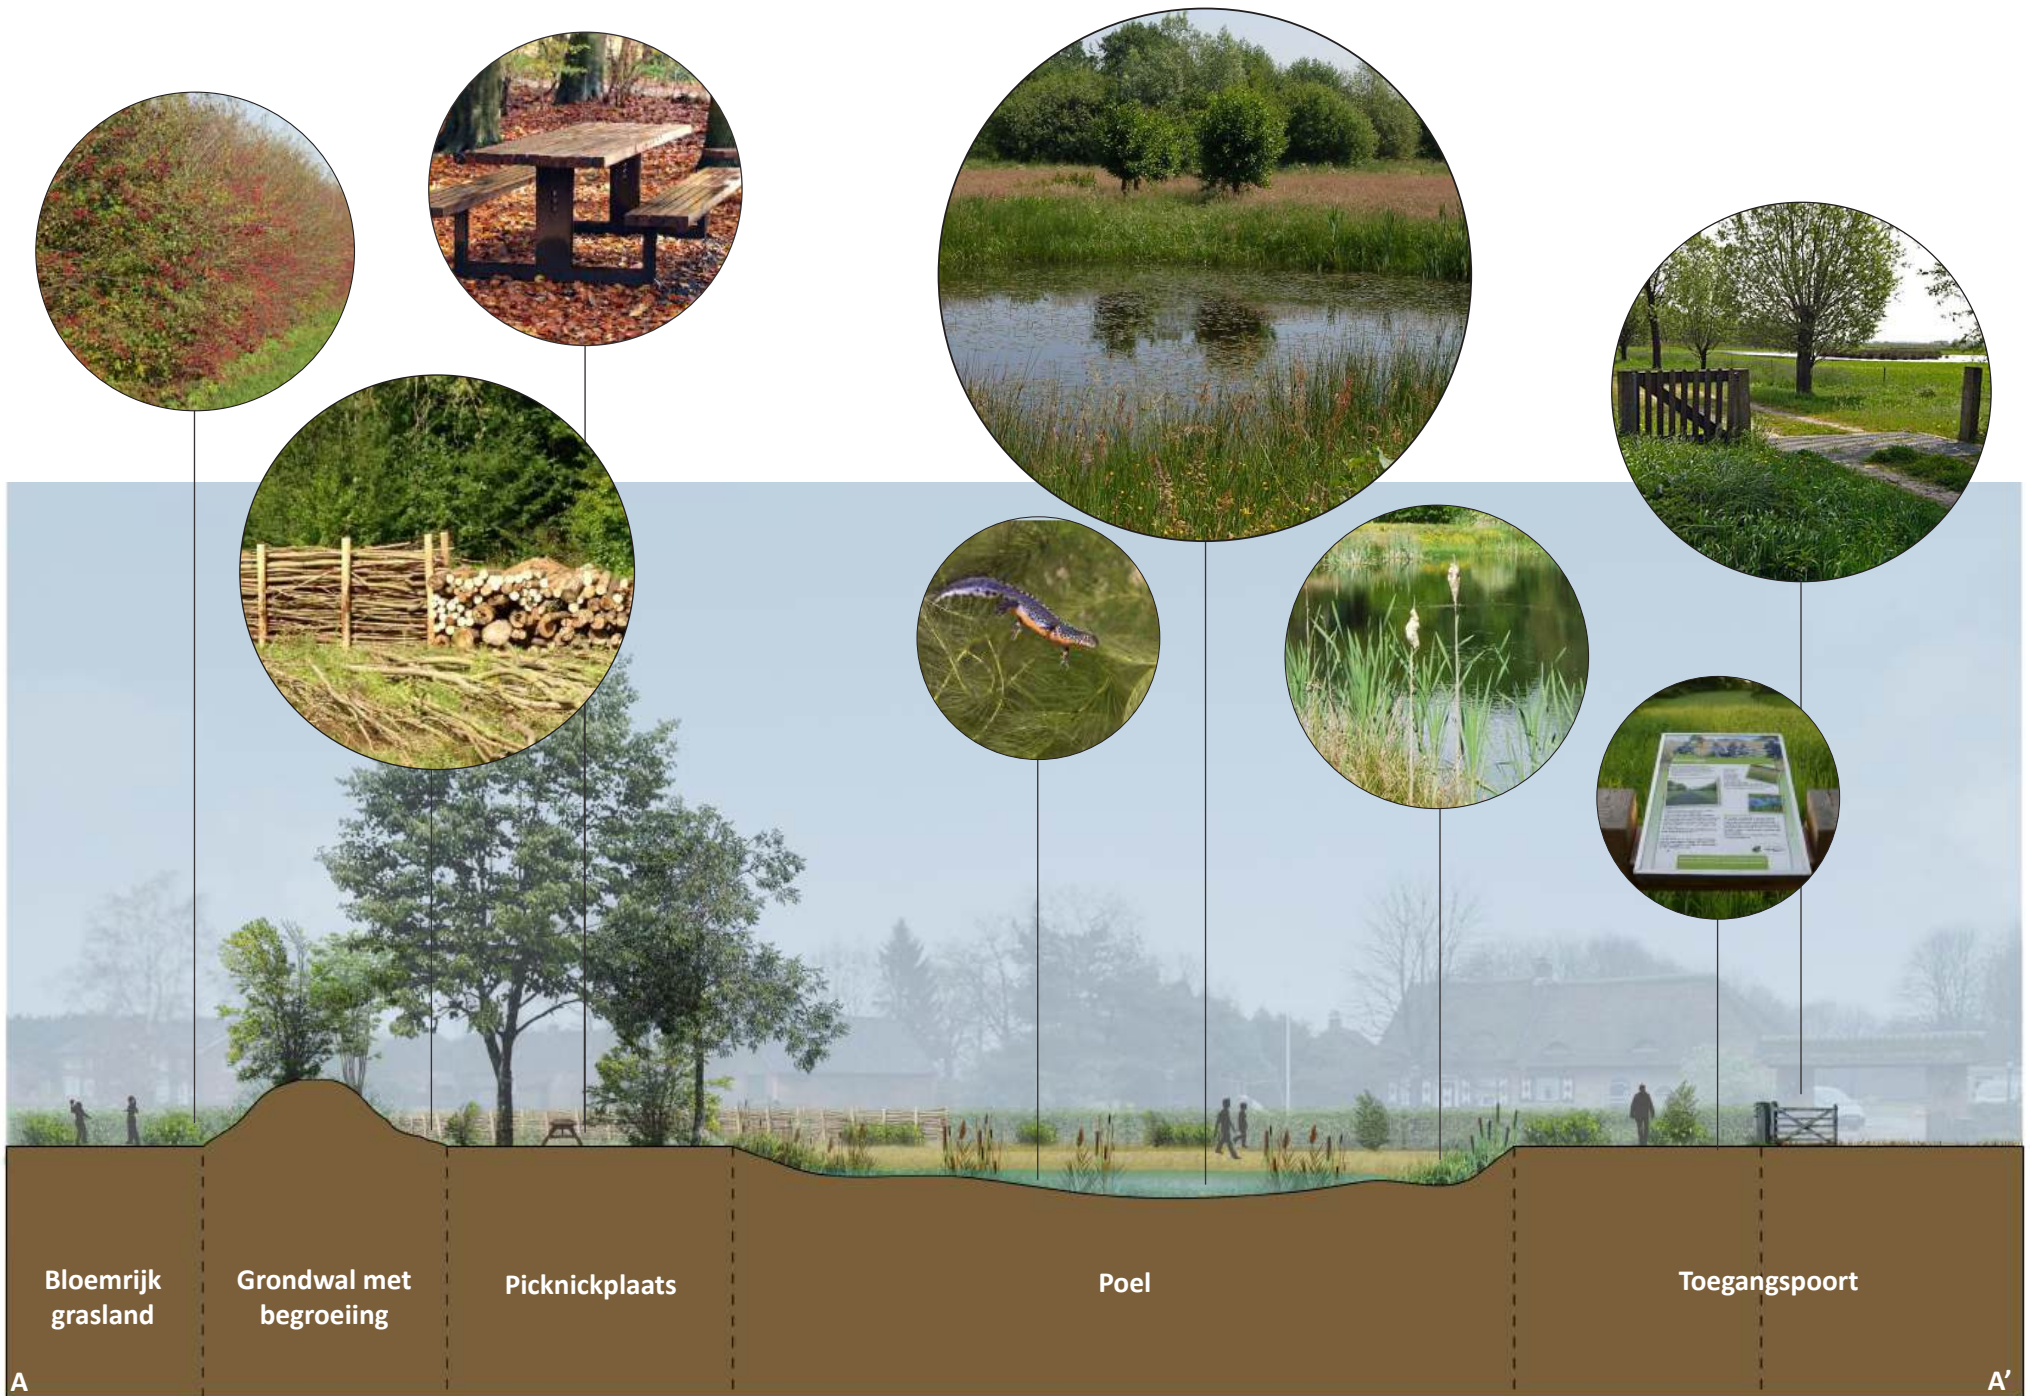 Bloemrijk
grasland
Grondwal met
begroeiing
Picknickplaats
Poel
Toegangspoort
A
A'